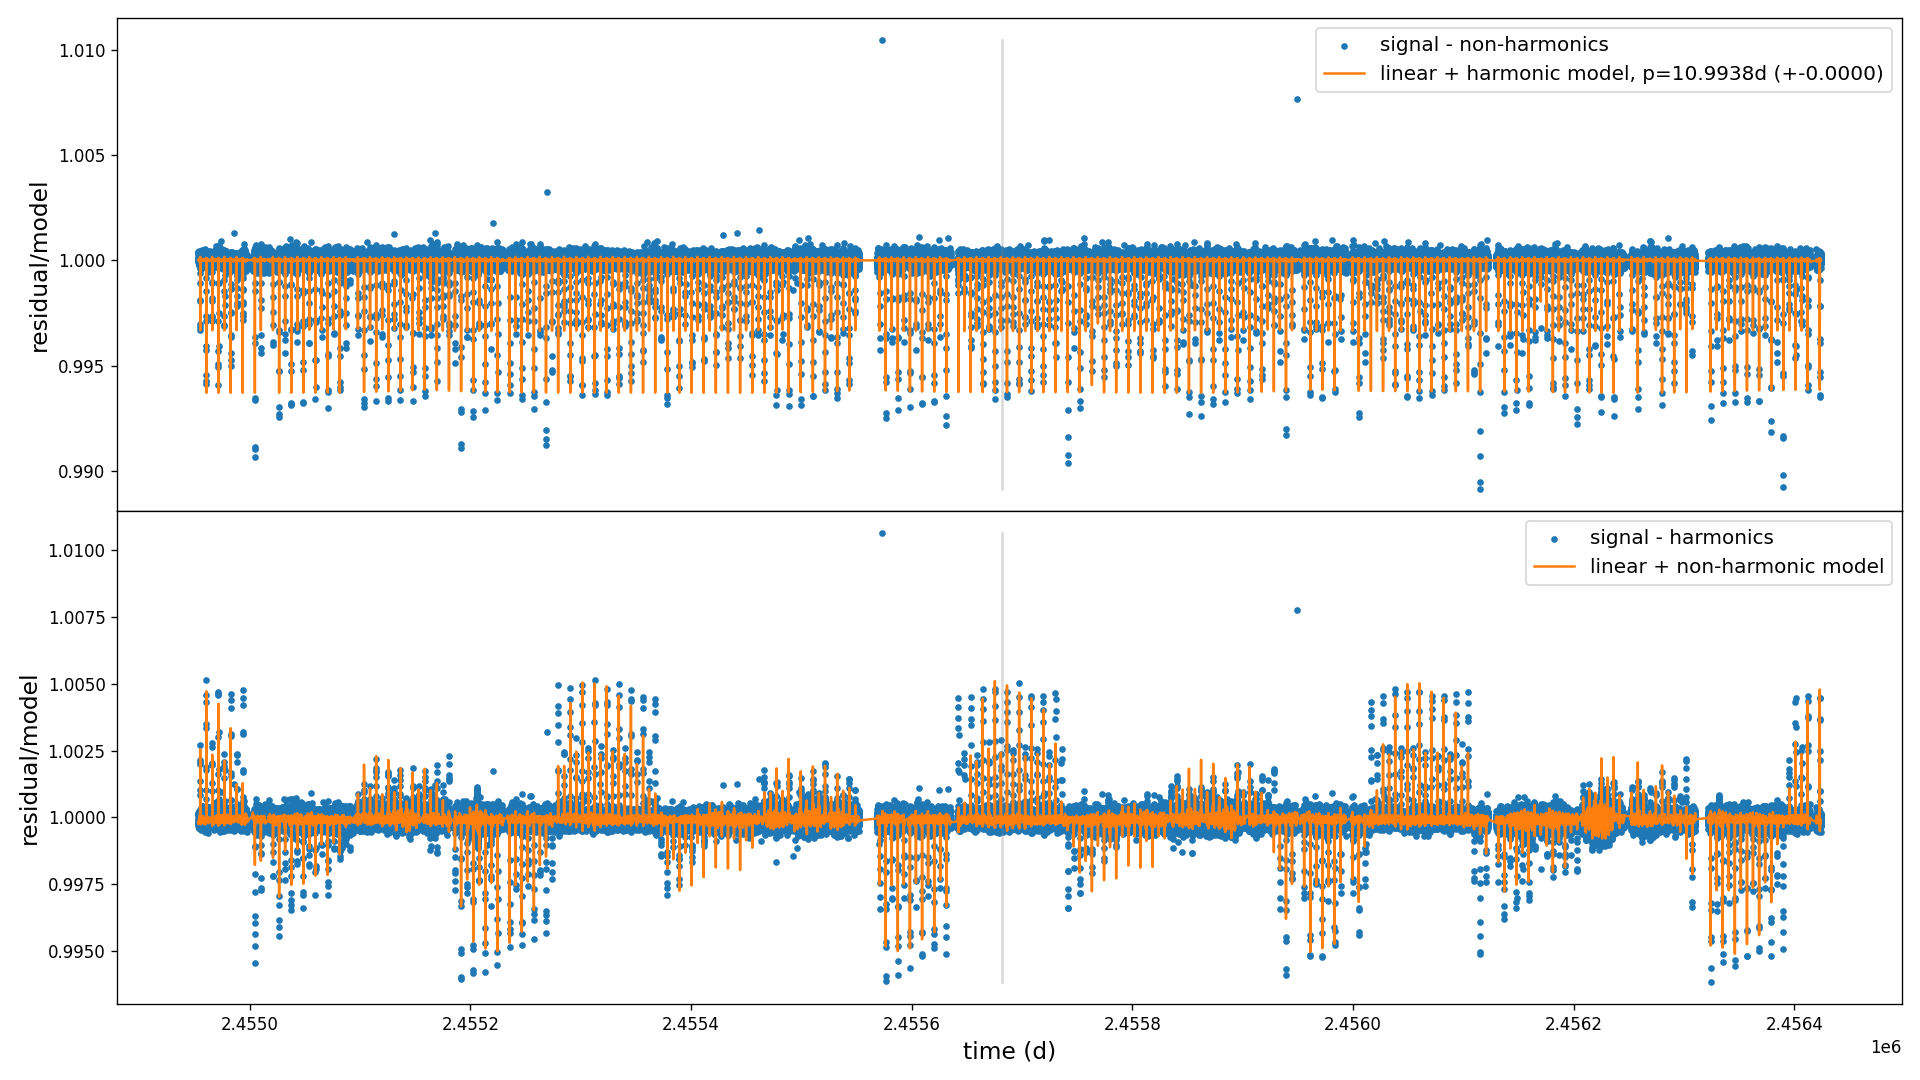 signal - non-harmonics
linear + harmonic model, p=10.9938d (+-0.0000)
1.010
1.005
1.000
0.995
0.990
residual/model
signal - harmonics
linear + non-harmonic model
1.0100
1.0075
1.0050
1.0025
1.0000
0.9975
0.9950
residual/model
2.4550 2.4552 2.4554 2.4556 2.4558 2.4560 2.4562 2.4564
1e6
time (d)